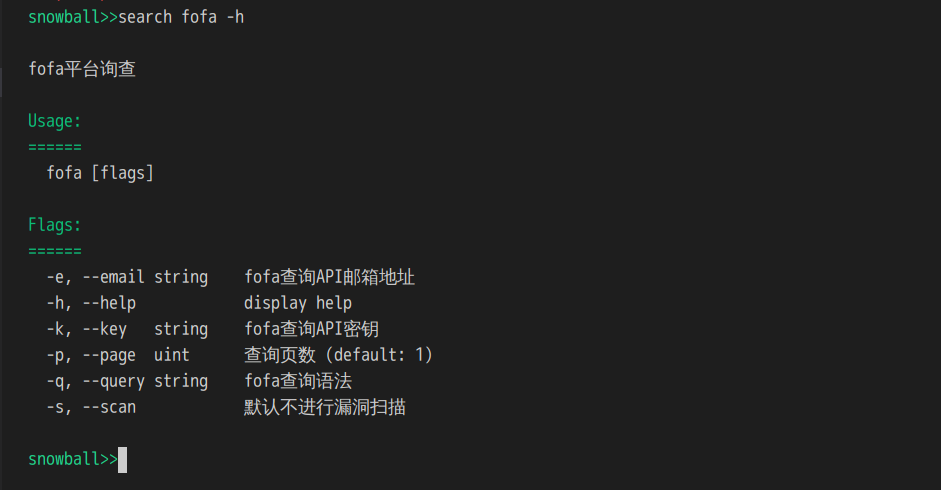 snowball>>search fofa -h
fofa平台询查
Usage:
======
fofa [flags]
Flags:
======
-e, --email string fofa查询API邮箱地址
-h, --help display help
-k, --key string fofa查询API密钥
-p, --page uint 查询页数（default: 1）
-q, --query string fofa查询语法
-s, --scan 默认不进行漏洞扫描
snowball>>